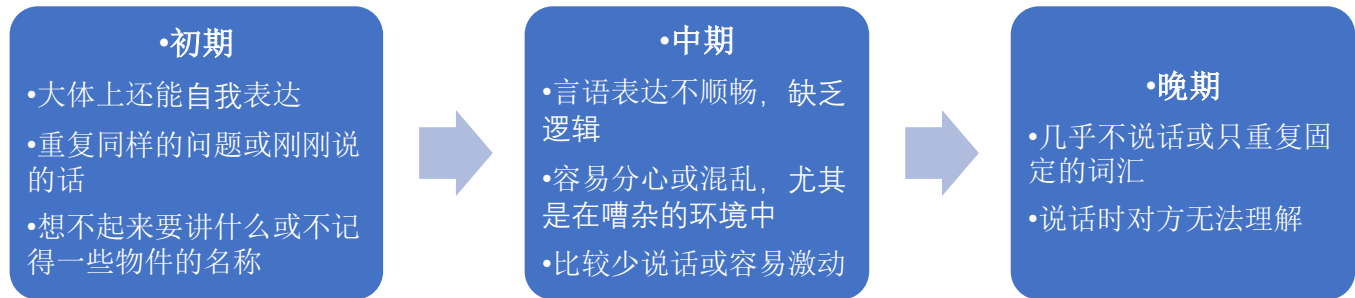 •初期
•大体上还能自我表达
•重复同样的问题或刚刚说
的话
•想不起来要讲什么或不记
得一些物件的名称
•中期
•言语表达不顺畅，缺乏
逻辑
•容易分心或混乱，尤其
是在嘈杂的环境中
•比较少说话或容易激动
•晚期
•几乎不说话或只重复固
定的词汇
•说话时对方无法理解